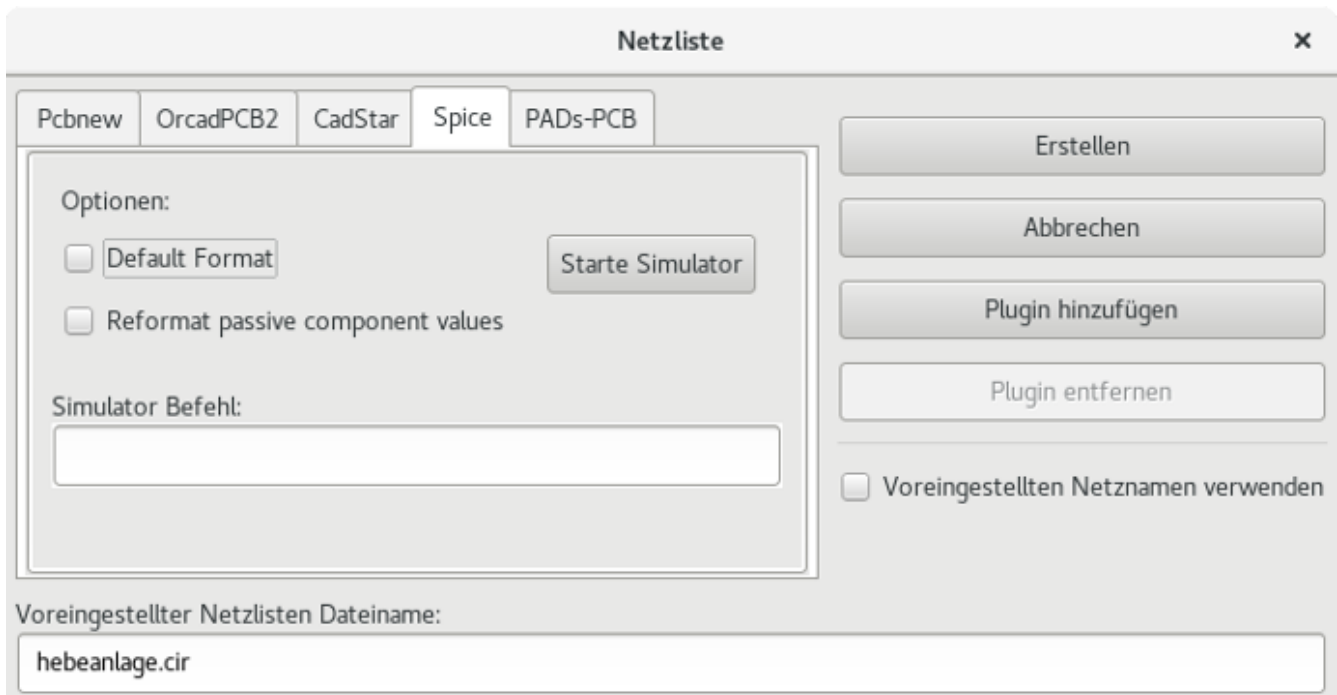 Netzliste
Pcbnew OrcadPCB2 CadStar Spice PADs-PCB
Optionen:
Default Format
Starte Simulator
Reformat passive component values
Simulator Befehl:
Erstellen
Abbrechen
Plugin hinzufügen
Plugin entfernen
Voreingestellten Netznamen verwenden
Voreingestellter Netzlisten Dateiname:
hebeanlage.cir